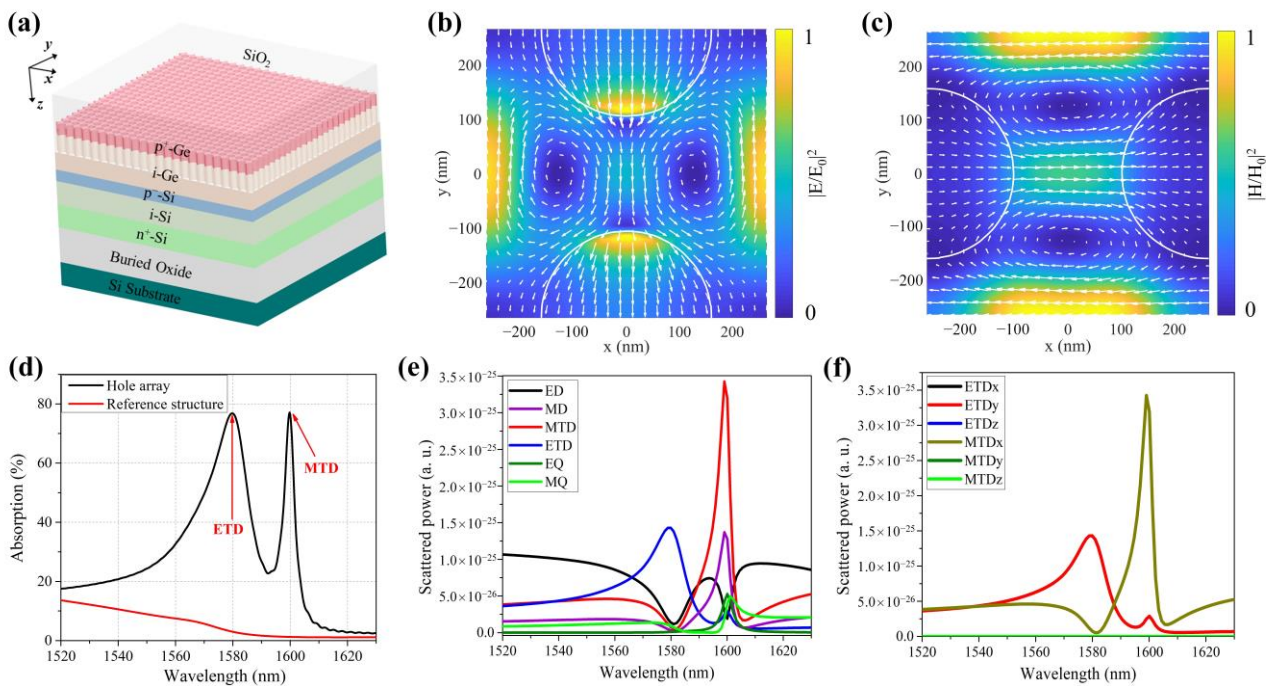 (a)
y
x
z
SiO2
p+-Ge
i-Ge
p−-Si
i-Si
n+-Si
Buried Oxide
Si Substrate
(b)
200
100
0
−100
−200
y (nm)
−200 −100 0 100 200
x (nm)
1
0
|E/E0|²
(c)
200
100
0
−100
−200
y (nm)
−200 −100 0 100 200
x (nm)
1
0
|H/H0|²
(d)
Hole array
Reference structure
80
60
40
20
0
Absorption (%)
ETD
MTD
1520 1540 1560 1580 1600 1620
Wavelength (nm)
(e)
3.5×10⁻²⁵
3.0×10⁻²⁵
2.5×10⁻²⁵
2.0×10⁻²⁵
1.5×10⁻²⁵
1.0×10⁻²⁵
5.0×10⁻²⁶
0.0
Scattered power (a. u.)
ED
MD
MTD
ETD
EQ
MQ
1520 1540 1560 1580 1600 1620
Wavelength (nm)
(f)
3.5×10⁻²⁵
3.0×10⁻²⁵
2.5×10⁻²⁵
2.0×10⁻²⁵
1.5×10⁻²⁵
1.0×10⁻²⁵
5.0×10⁻²⁶
0.0
Scattered power (a. u.)
ETDx
ETDy
ETDz
MTDx
MTDy
MTDz
1520 1540 1560 1580 1600 1620
Wavelength (nm)